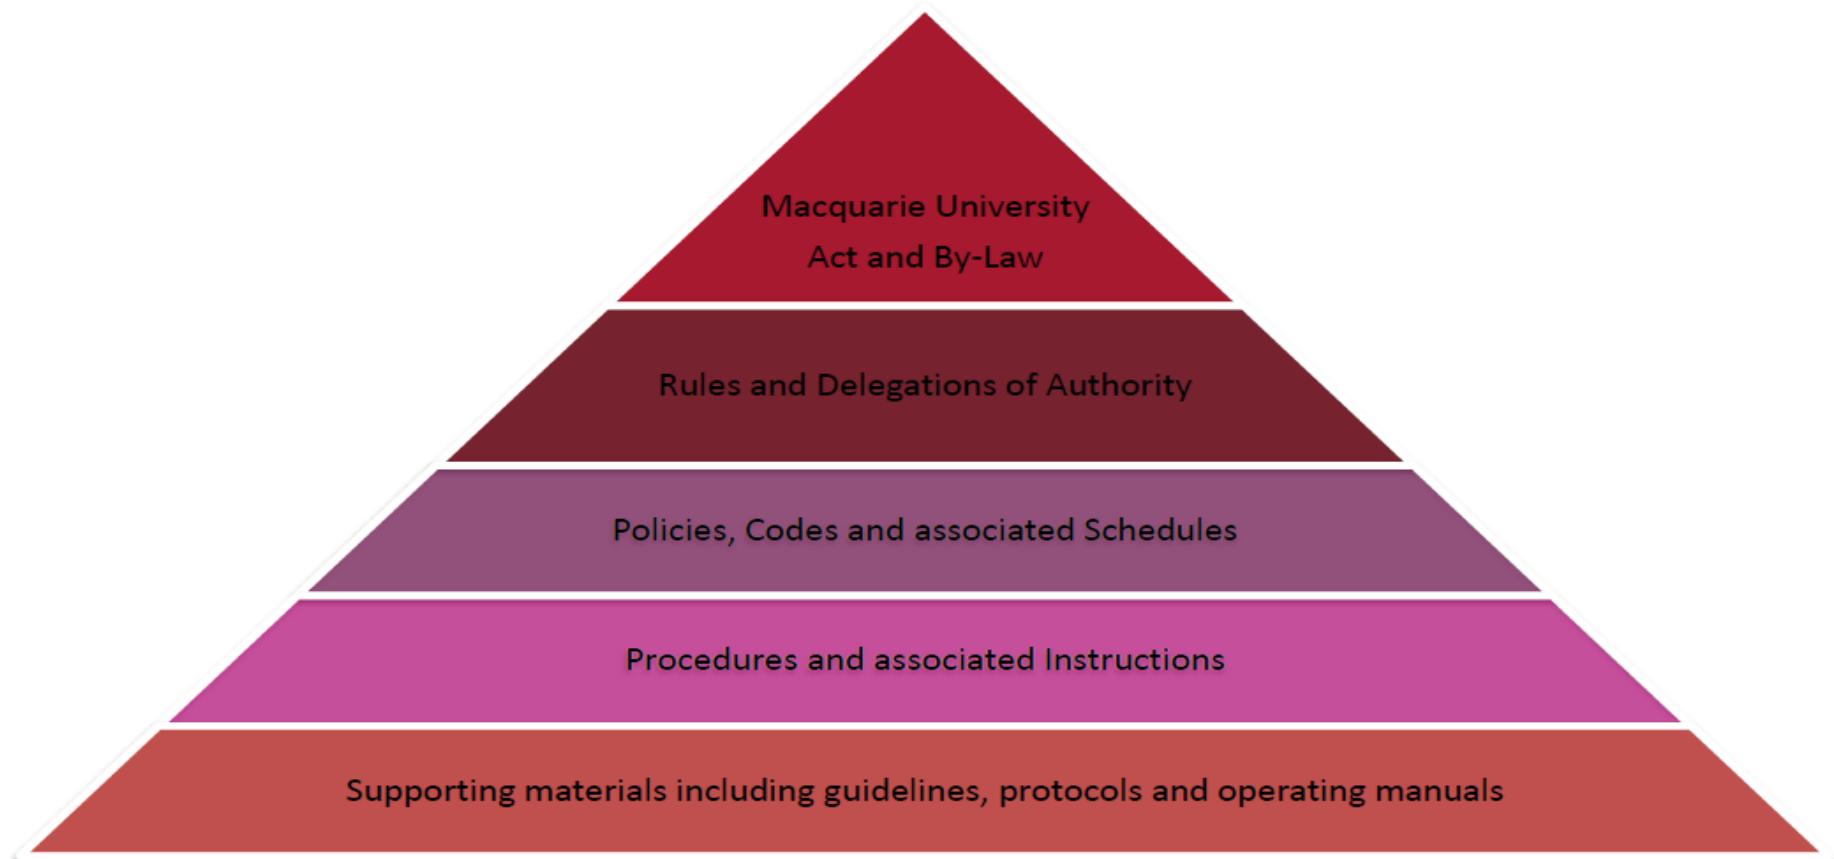 Macquarie University
Act and By-Law
Rules and Delegations of Authority
Policies, Codes and associated Schedules
Procedures and associated Instructions
Supporting materials including guidelines, protocols and operating manuals